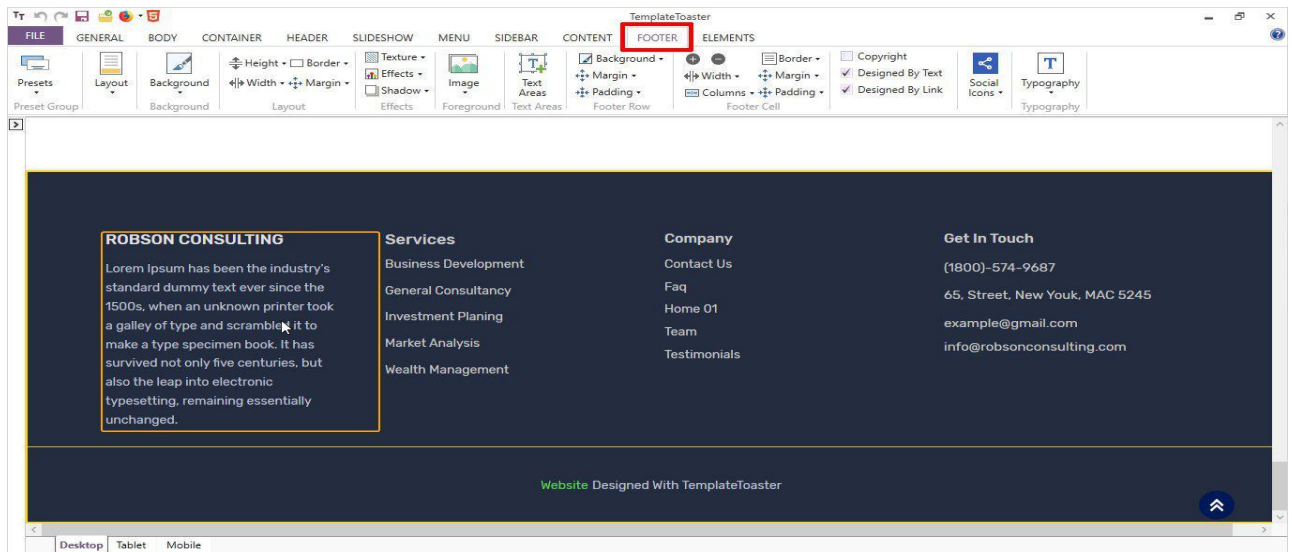 TemplateToaster
FILE GENERAL BODY CONTAINER HEADER SLIDESHOW MENU SIDEBAR CONTENT FOOTER ELEMENTS
Presets
Preset Group
Layout
Background
Background
Height Border
Width Margin
Layout
Texture
Effects
Shadow
Effects
Image
Foreground
Text
Areas
Text Areas
Background
Margin
Padding
Footer Row
Border
Width Margin
Columns Padding
Footer Cell
Copyright
Designed By Text
Designed By Link
Social
Icons
Typography
Typography
ROBSON CONSULTING
Lorem Ipsum has been the industry's
standard dummy text ever since the
1500s, when an unknown printer took
a galley of type and scrambled it to
make a type specimen book. It has
survived not only five centuries, but
also the leap into electronic
typesetting, remaining essentially
unchanged.
Services
Business Development
General Consultancy
Investment Planing
Market Analysis
Wealth Management
Company
Contact Us
Faq
Home 01
Team
Testimonials
Get In Touch
(1800)-574-9687
65, Street, New Youk, MAC 5245
example@gmail.com
info@robsonconsulting.com
Website Designed With TemplateToaster
Desktop Tablet Mobile